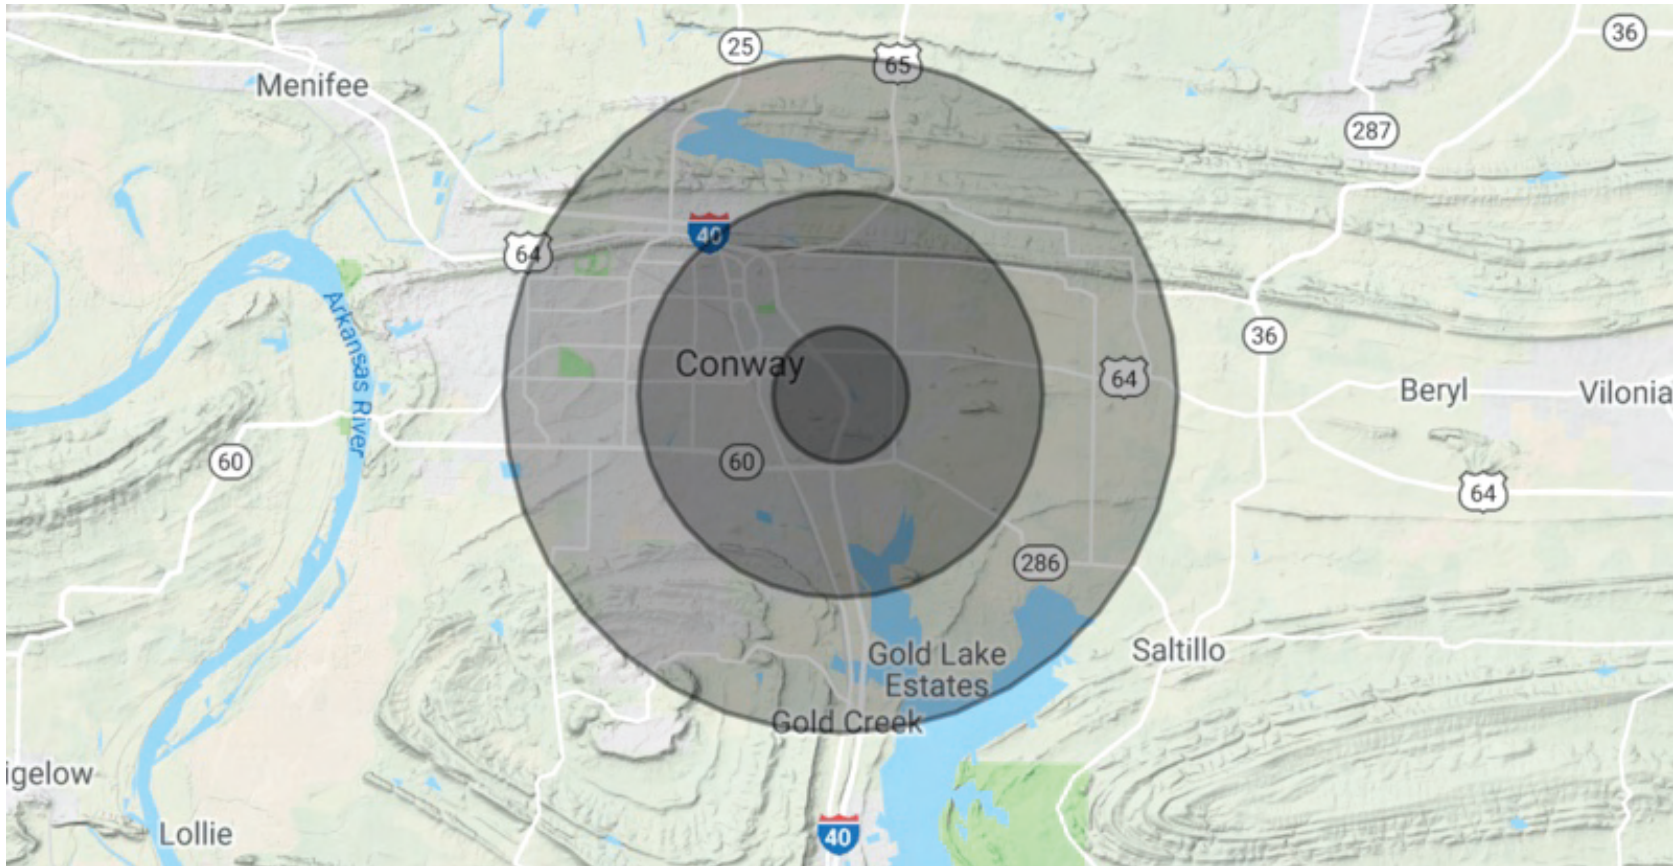 25
65
36
Menifee
287
40
64
Arkansas River
36
Conway
64
Beryl
Vilonia
60
60
64
286
Gold Lake
Estates
Saltillo
Gold Creek
igelow
Lollie
40